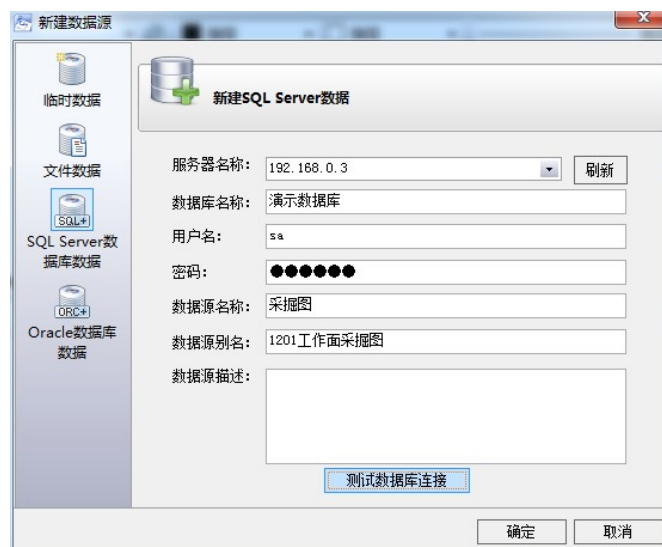 新建数据源
临时数据
文件数据
SQL+
SQL Server数
据库数据
ORC+
Oracle数据库
数据
新建SQL Server数据
服务器名称: 192.168.0.3 刷新
数据库名称: 演示数据库
用户名: sa
密码: ●●●●●●
数据源名称: 采掘图
数据源别名: 1201工作面采掘图
数据源描述:
测试数据库连接
确定 取消